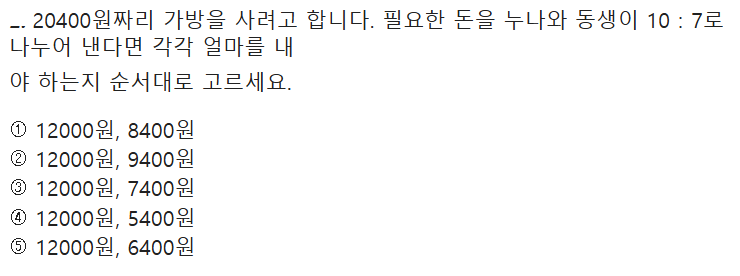 20400원짜리 가방을 사려고 합니다. 필요한 돈을 누나와 동생이 10 : 7로
나누어 낸다면 각각 얼마를 내
야 하는지 순서대로 고르세요.
① 12000원, 8400원
② 12000원, 9400원
③ 12000원, 7400원
④ 12000원, 5400원
⑤ 12000원, 6400원